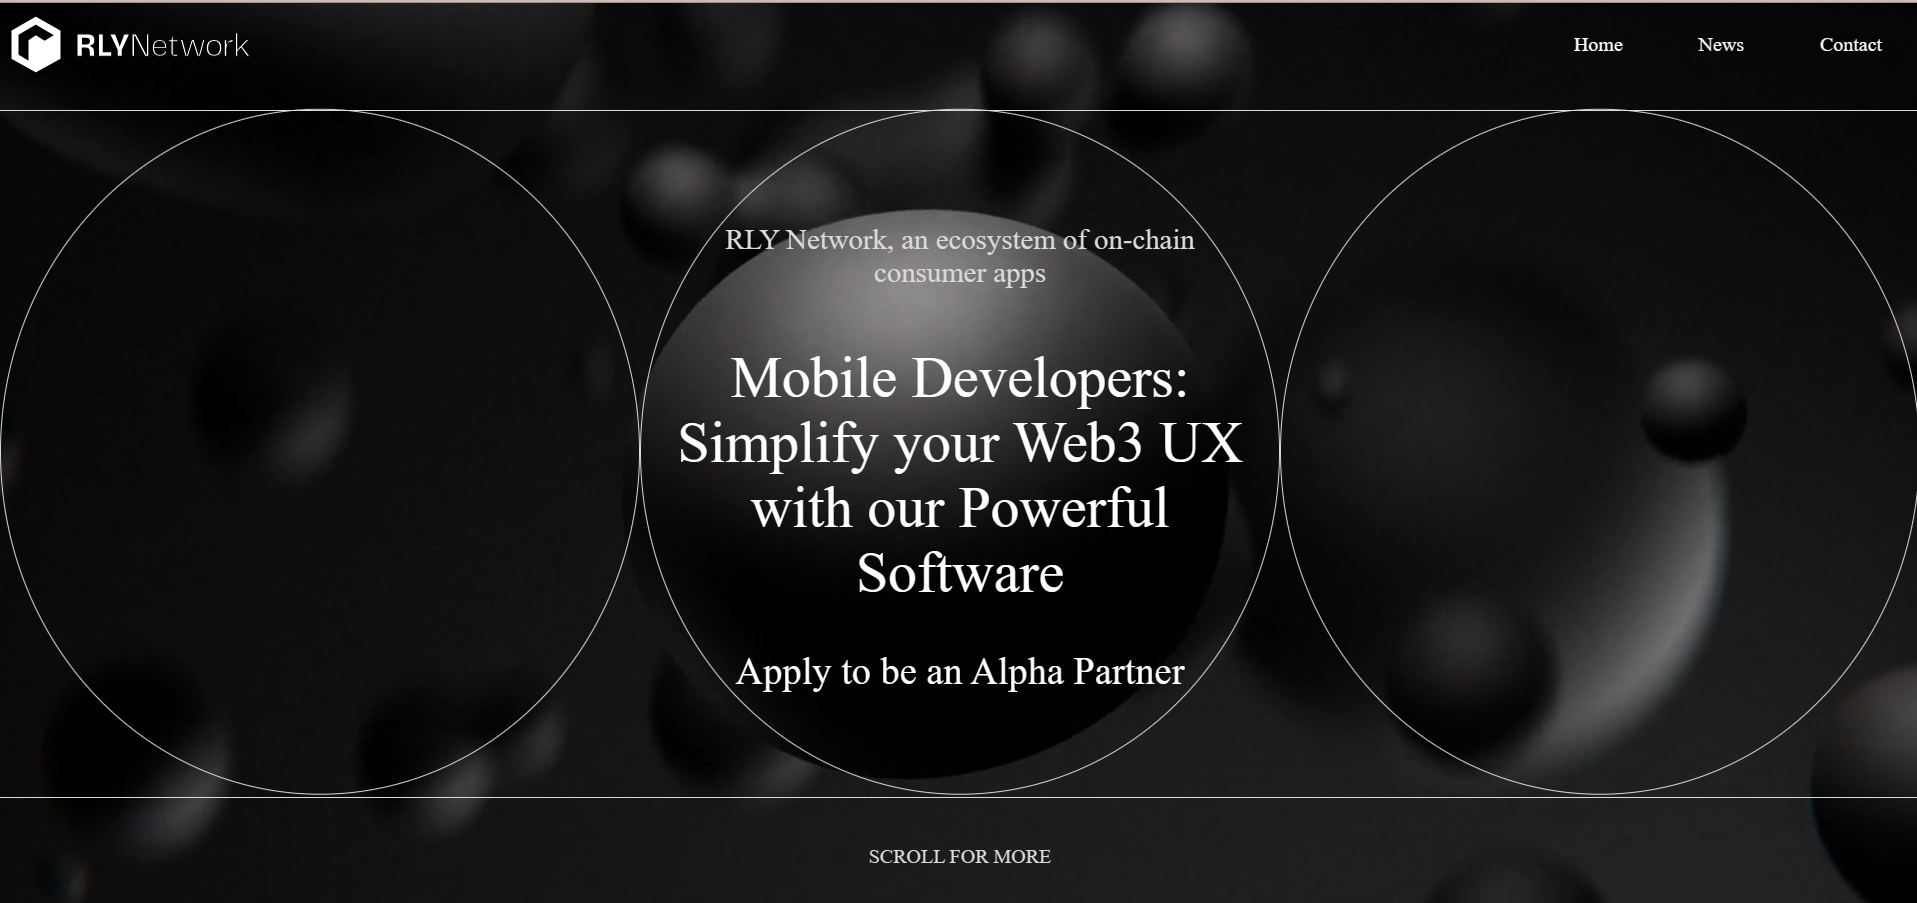 RLYNetwork
Home
News
Contact
RLY Network, an ecosystem of on-chain
consumer apps
Mobile Developers:
Simplify your Web3 UX
with our Powerful
Software
Apply to be an Alpha Partner
SCROLL FOR MORE